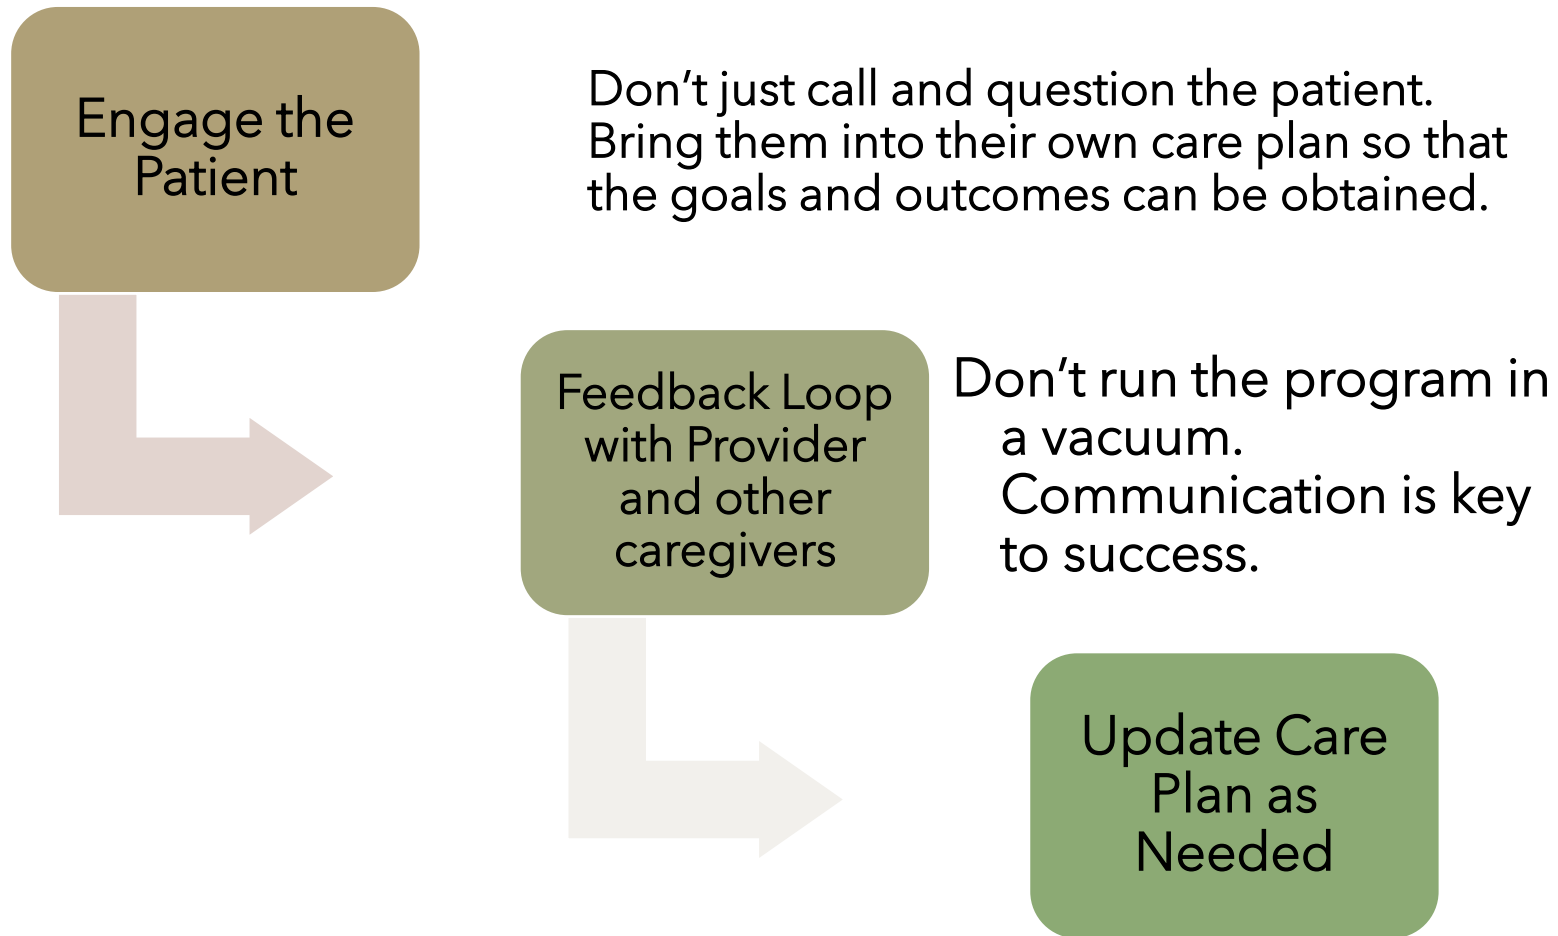 Engage the
Patient
Don’t just call and question the patient.
Bring them into their own care plan so that
the goals and outcomes can be obtained.
Feedback Loop
with Provider
and other
caregivers
Don’t run the program in
a vacuum.
Communication is key
to success.
Update Care
Plan as
Needed